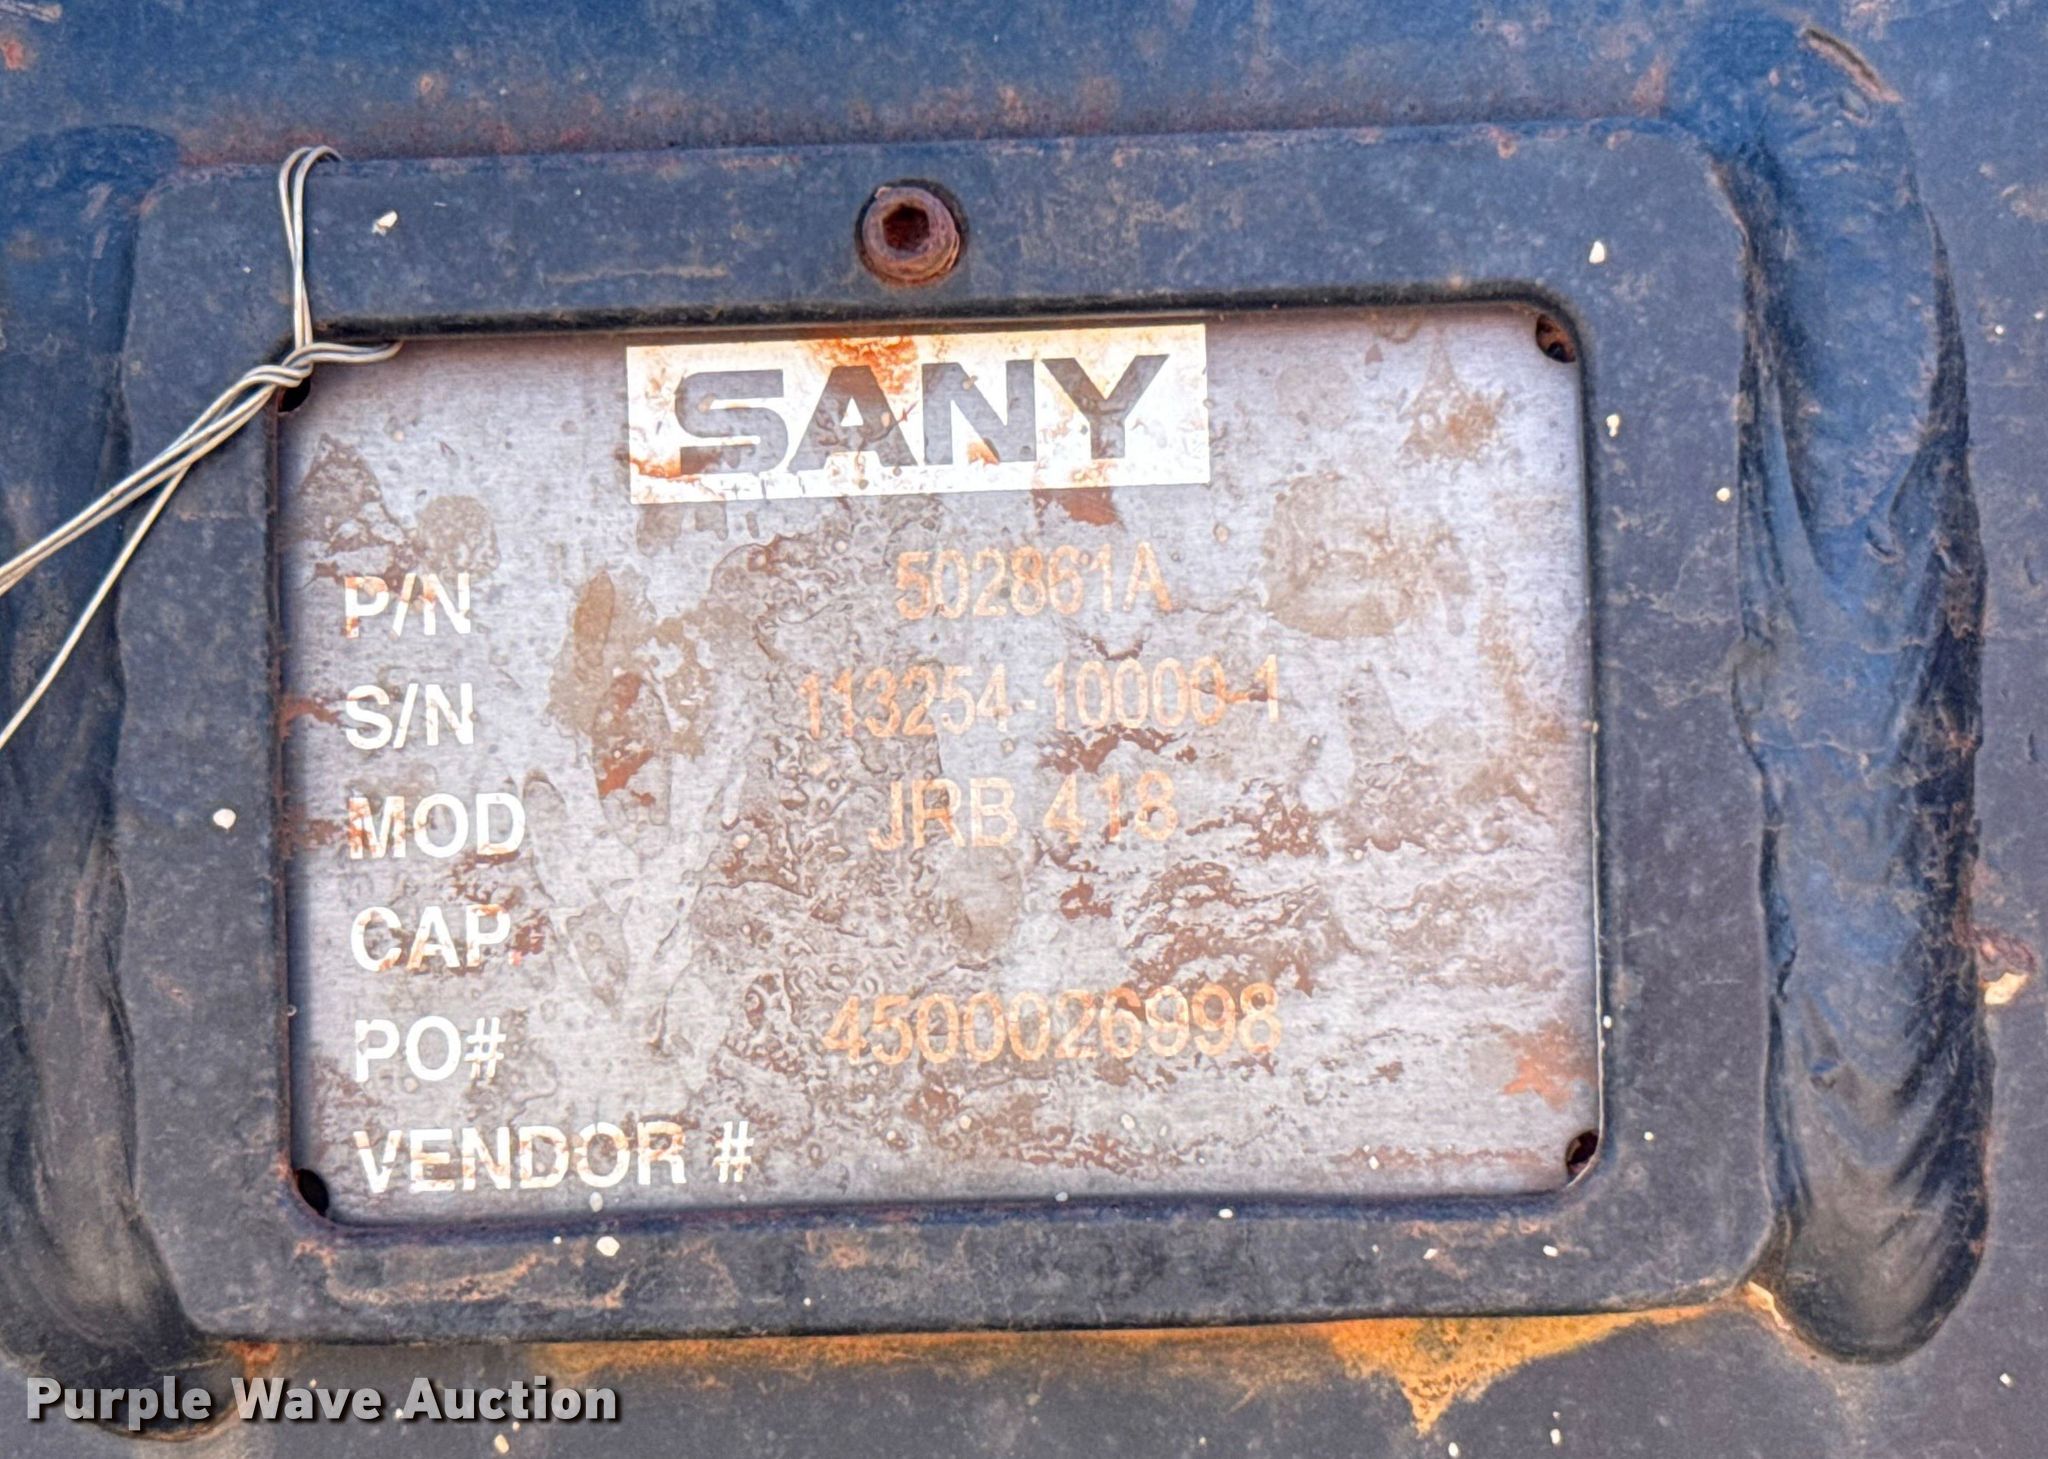 SANY
P/N 502861A
S/N 113254-10000-1
MOD JRB 418
CAP.
PO# 4500026998
VENDOR #
Purple Wave Auction